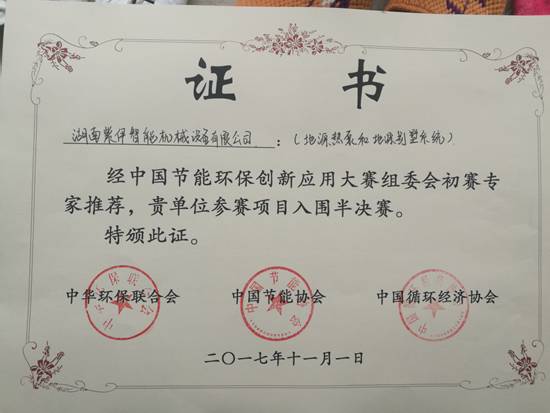 证书
湖南紫伊智能机械设备有限公司:(地源热泵和地源别墅系统)
经中国节能环保创新应用大赛组委会初赛专
家推荐，贵单位参赛项目入围半决赛。
特颁此证。
中华环保联合会 中国节能协会 中国循环经济协会
二〇一七年十一月一日